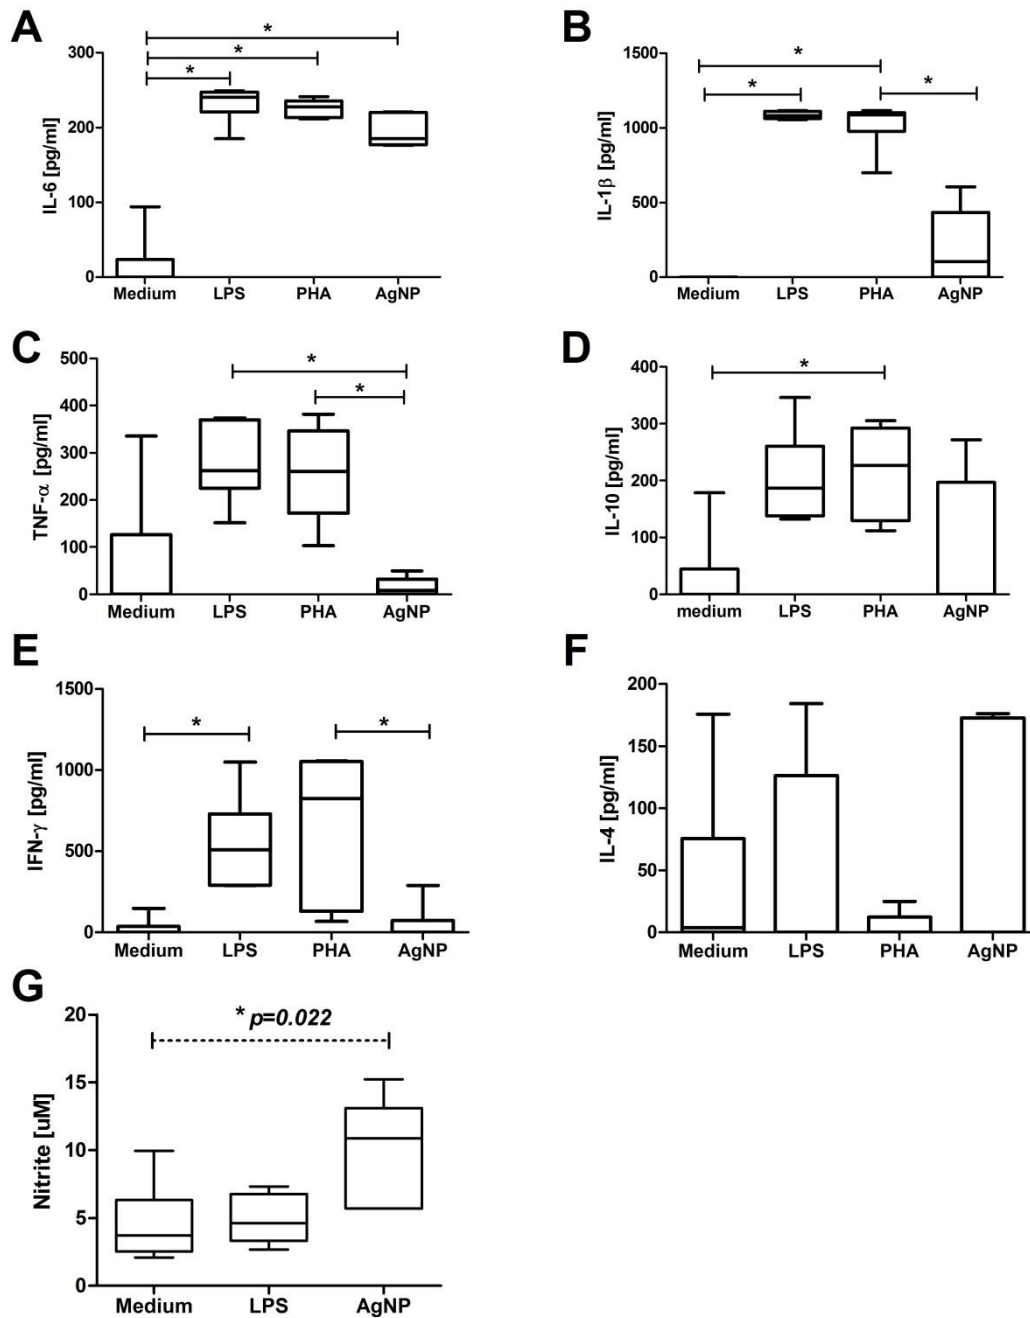 A
IL-6 [pg/ml]
300
200
100
0
* 
*
*
Medium LPS PHA AgNP
B
IL-1β [pg/ml]
1500
1000
500
0
*
*
*
Medium LPS PHA AgNP
C
TNF-α [pg/ml]
500
400
300
200
100
0
*
*
Medium LPS PHA AgNP
D
IL-10 [pg/ml]
400
300
200
100
0
*
medium LPS PHA AgNP
E
IFN-γ [pg/ml]
1500
1000
500
0
*
*
Medium LPS PHA AgNP
F
IL-4 [pg/ml]
200
150
100
50
0
Medium LPS PHA AgNP
G
Nitrite [uM]
20
15
10
5
0
* p=0.022
Medium LPS AgNP